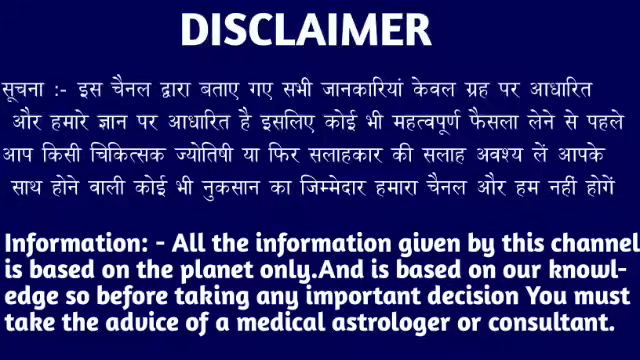 DISCLAIMER
सूचना :- इस चैनल द्वारा बताए गए सभी जानकारियां केवल ग्रह पर आधारित
और हमारे ज्ञान पर आधारित है इसलिए कोई भी महत्वपूर्ण फैसला लेने से पहले
आप किसी चिकित्सक ज्योतिषी या फिर सलाहकार की सलाह अवश्य लें आपके
साथ होने वाली कोई भी नुकसान का जिम्मेदार हमारा चैनल और हम नहीं होगें
Information: - All the information given by this channel
is based on the planet only.And is based on our knowl-
edge so before taking any important decision You must
take the advice of a medical astrologer or consultant.